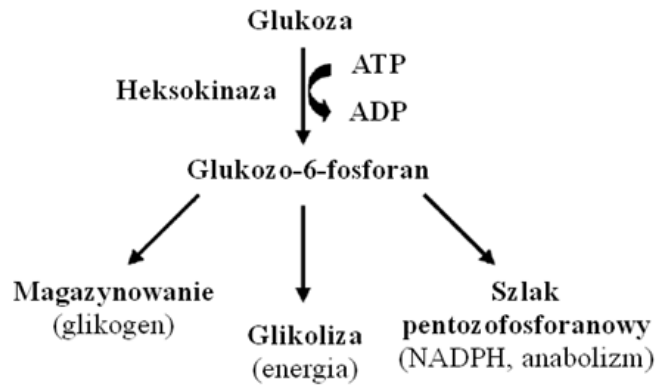 Glukoza
ATP
Heksokinaza
ADP
Glukozo-6-fosforan
Magazynowanie
(glikogen)
Glikoliza
(energia)
Szlak
pentozofosforanowy
(NADPH, anabolizm)